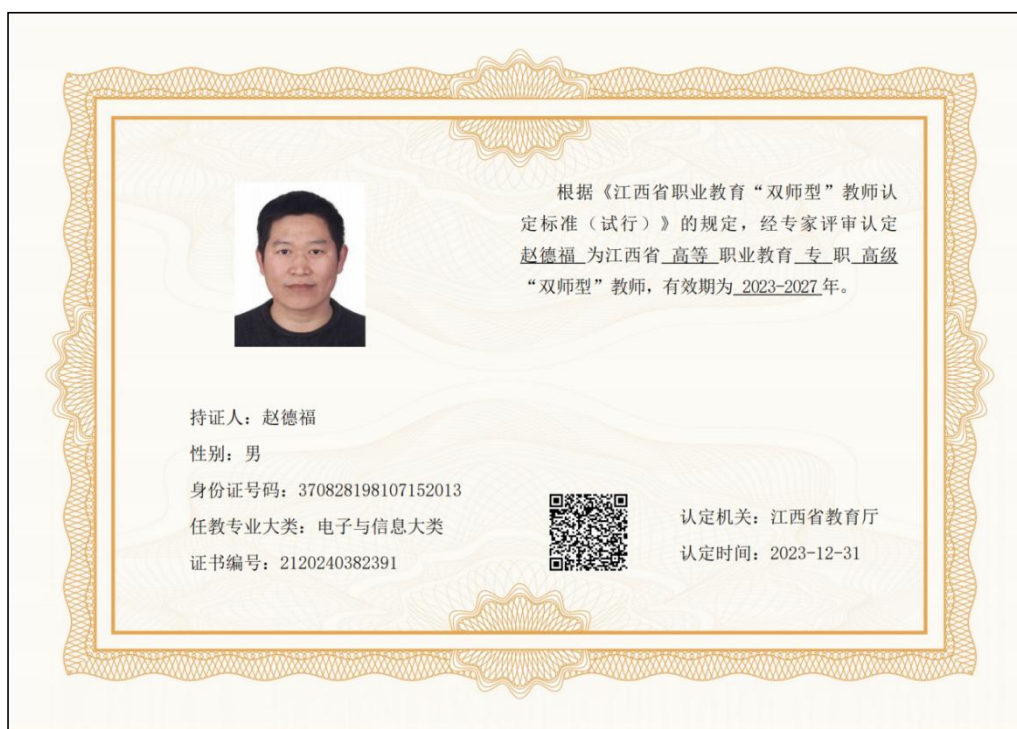 根据《江西省职业教育“双师型”教师认
定标准（试行）》的规定，经专家评审认定
赵德福 为江西省 高等 职业教育 专 职 高级
“双师型”教师，有效期为 2023-2027 年。
持证人：赵德福
性别：男
身份证号码：370828198107152013
任教专业大类：电子与信息大类
证书编号：2120240382391
认定机关：江西省教育厅
认定时间：2023-12-31